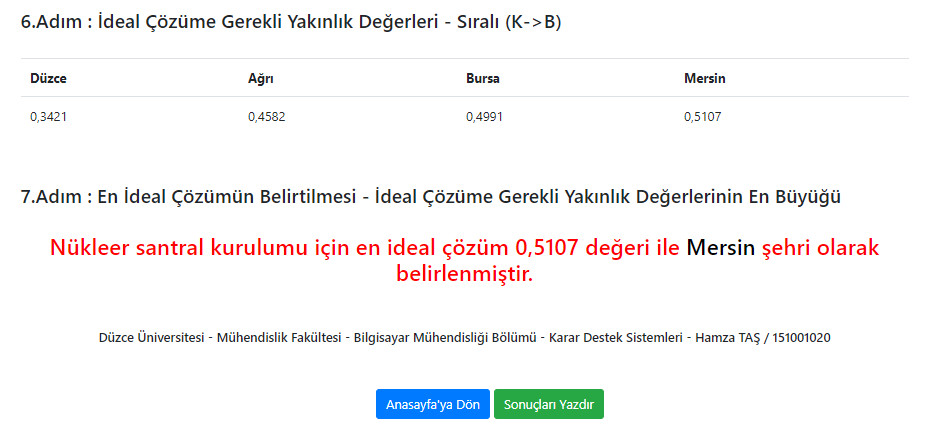 6.Adım : İdeal Çözüme Gerekli Yakınlık Değerleri - Sıralı (K->B)
Düzce Ağrı Bursa Mersin
0,3421 0,4582 0,4991 0,5107
7.Adım : En İdeal Çözümün Belirtilmesi - İdeal Çözüme Gerekli Yakınlık Değerlerinin En Büyüğü
Nükleer santral kurulumu için en ideal çözüm 0,5107 değeri ile Mersin şehri olarak
belirlenmiştir.
Düzce Üniversitesi - Mühendislik Fakültesi - Bilgisayar Mühendisliği Bölümü - Karar Destek Sistemleri - Hamza TAŞ / 151001020
Anasayfa'ya Dön Sonuçları Yazdır